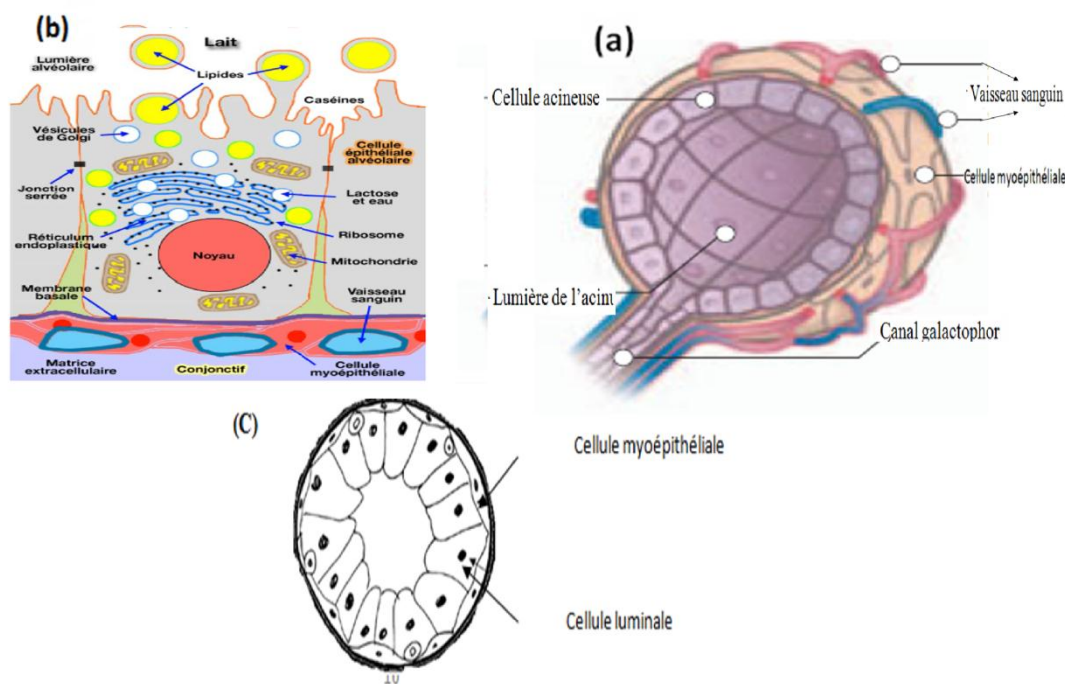 (b)
Lait
Lumière
alvéolaire
Lipides
Caséines
Vésicules
de Golgi
Cellule
épithéliale
alvéolaire
Jonction
serrée
Lactose
et eau
Réticulum
endoplastique
Ribosome
Noyau
Mitochondrie
Membrane
basale
Vaisseau
sanguin
Matrice
extracellulaire
Conjonctif
Cellule
myoépithéliale
(a)
Cellule acineuse
Vaisseau sanguin
Cellule myoépithéliale
Lumière de l'acinu
Canal galactophor
(C)
Cellule myoépithéliale
Cellule luminale